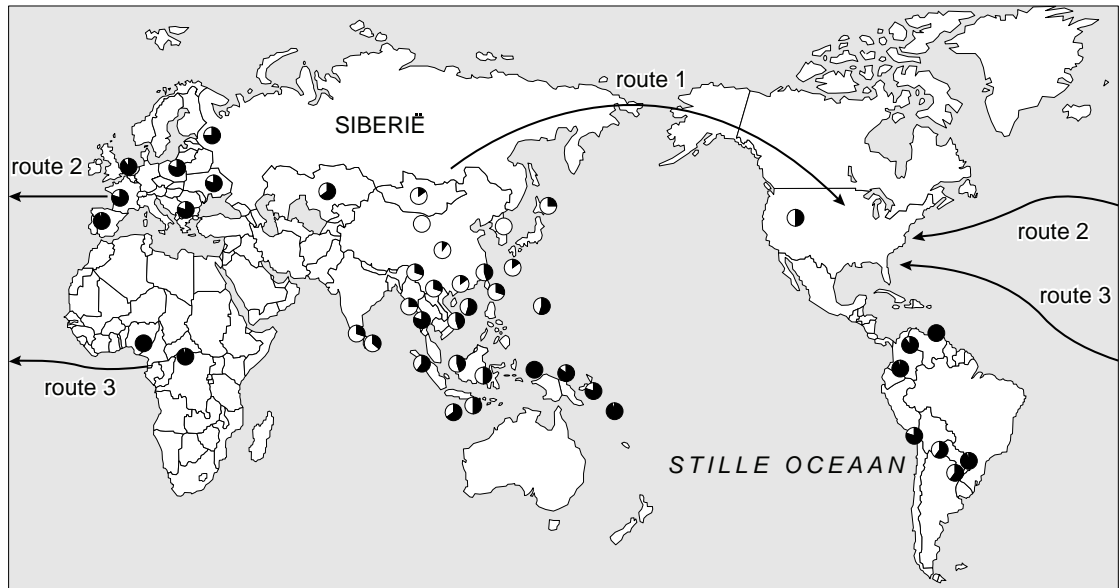 route 1
SIBERIË
route 2
route 2
route 3
route 3
STILLE OCEAAN